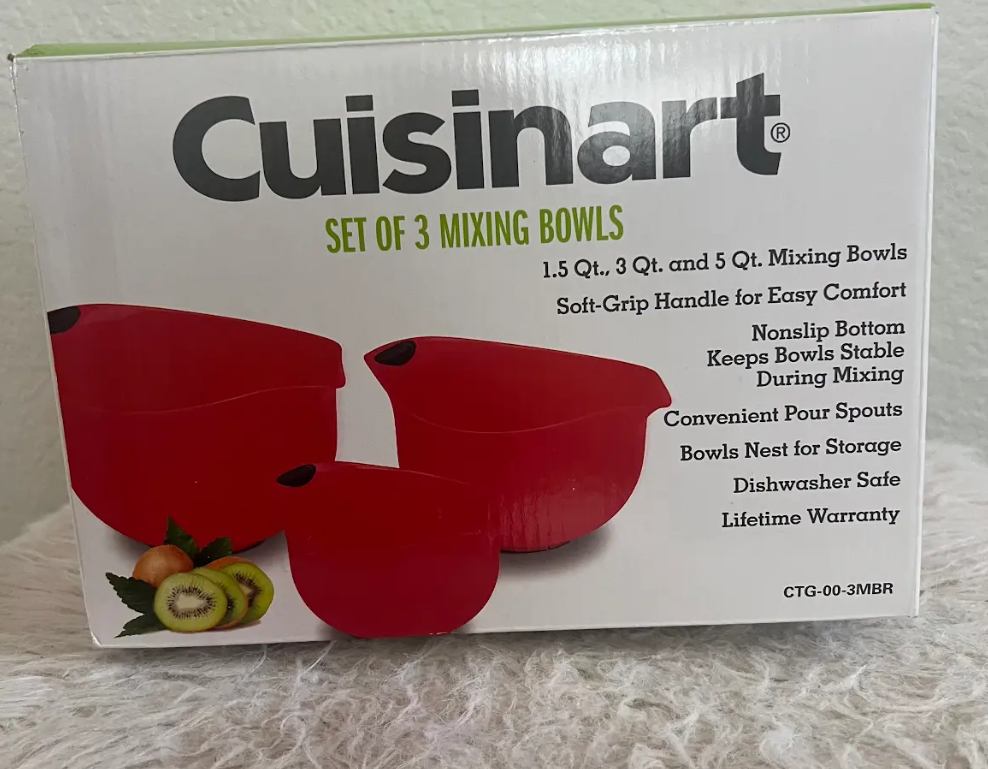 Cuisinart®
SET OF 3 MIXING BOWLS
1.5 Qt., 3 Qt. and 5 Qt. Mixing Bowls
Soft-Grip Handle for Easy Comfort
Nonslip Bottom
Keeps Bowls Stable
During Mixing
Convenient Pour Spouts
Bowls Nest for Storage
Dishwasher Safe
Lifetime Warranty
CTG-00-3MBR